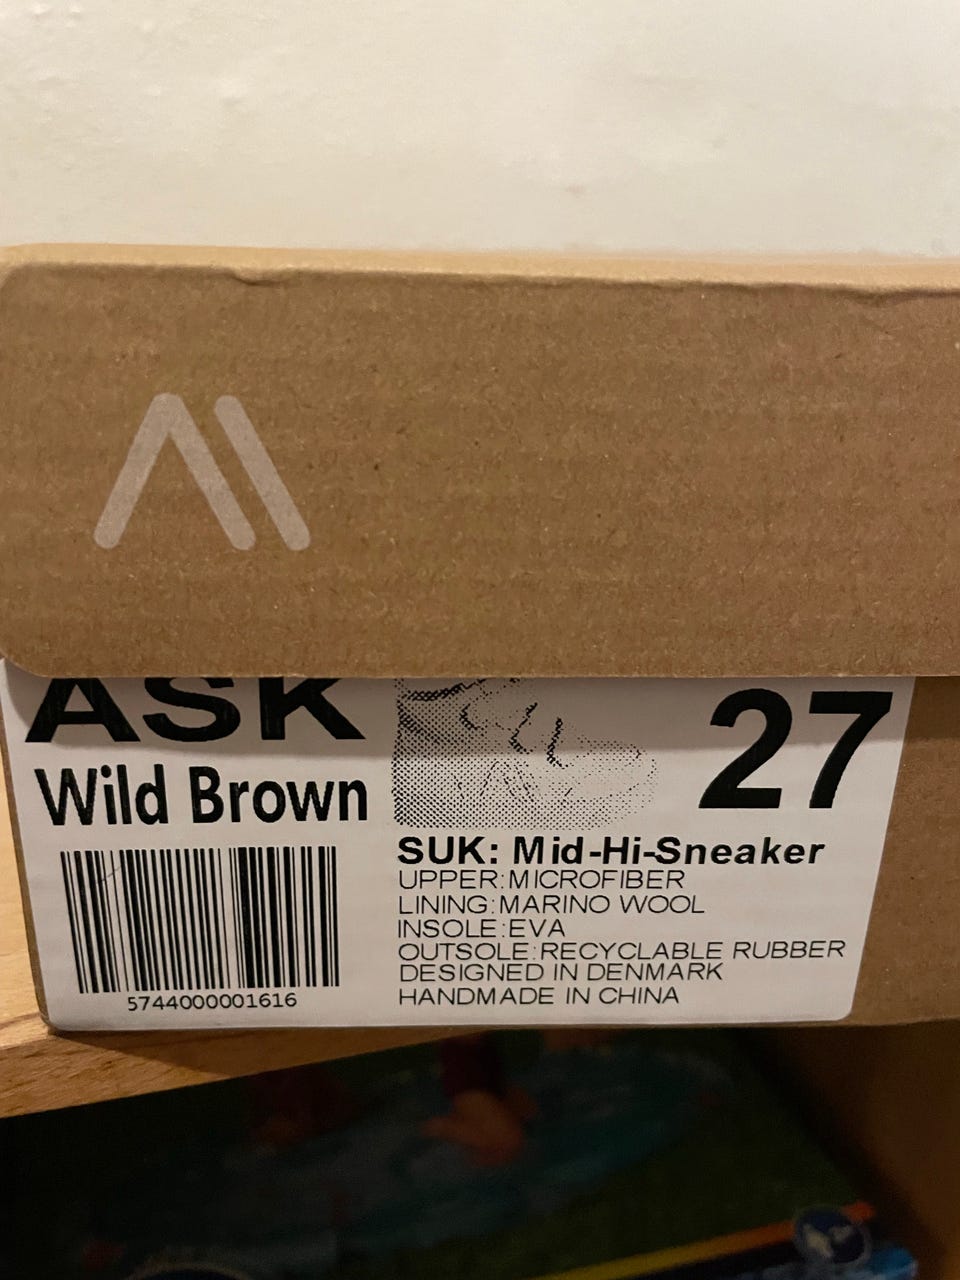 ASK
Wild Brown
5744000001616
27
SUK: Mid-Hi-Sneaker
UPPER:MICROFIBER
LINING:MARINO WOOL
INSOLE:EVA
OUTSOLE:RECYCLABLE RUBBER
DESIGNED IN DENMARK
HANDMADE IN CHINA